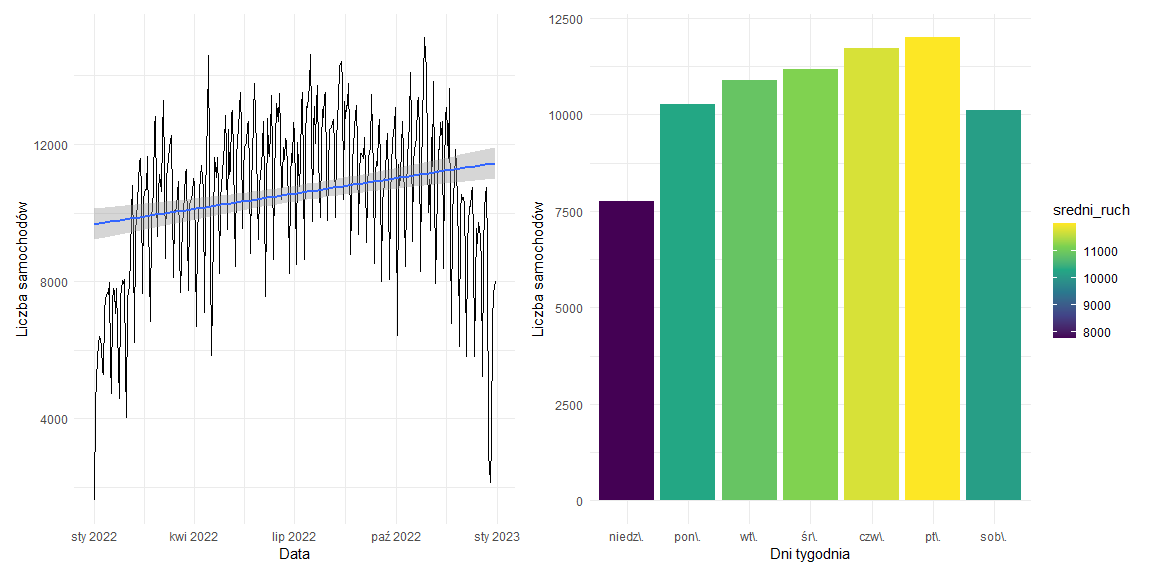 Liczba samochodów
12000
8000
4000
sty 2022
kwi 2022
lip 2022
paź 2022
sty 2023
Data
Liczba samochodów
12500
10000
7500
5000
2500
0
niedz\.
pon\.
wt\.
śr\.
czw\.
pt\.
sob\.
Dni tygodnia
sredni_ruch
11000
10000
9000
8000